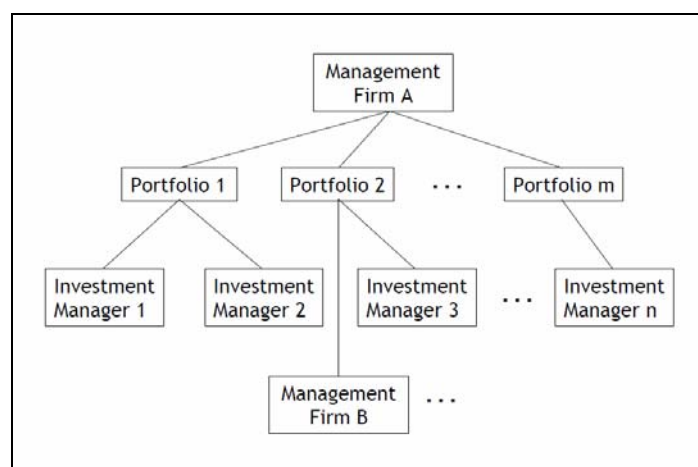 Management
Firm A
Portfolio 1
Portfolio 2
...
Portfolio m
Investment
Manager 1
Investment
Manager 2
Investment
Manager 3
...
Investment
Manager n
Management
Firm B
...